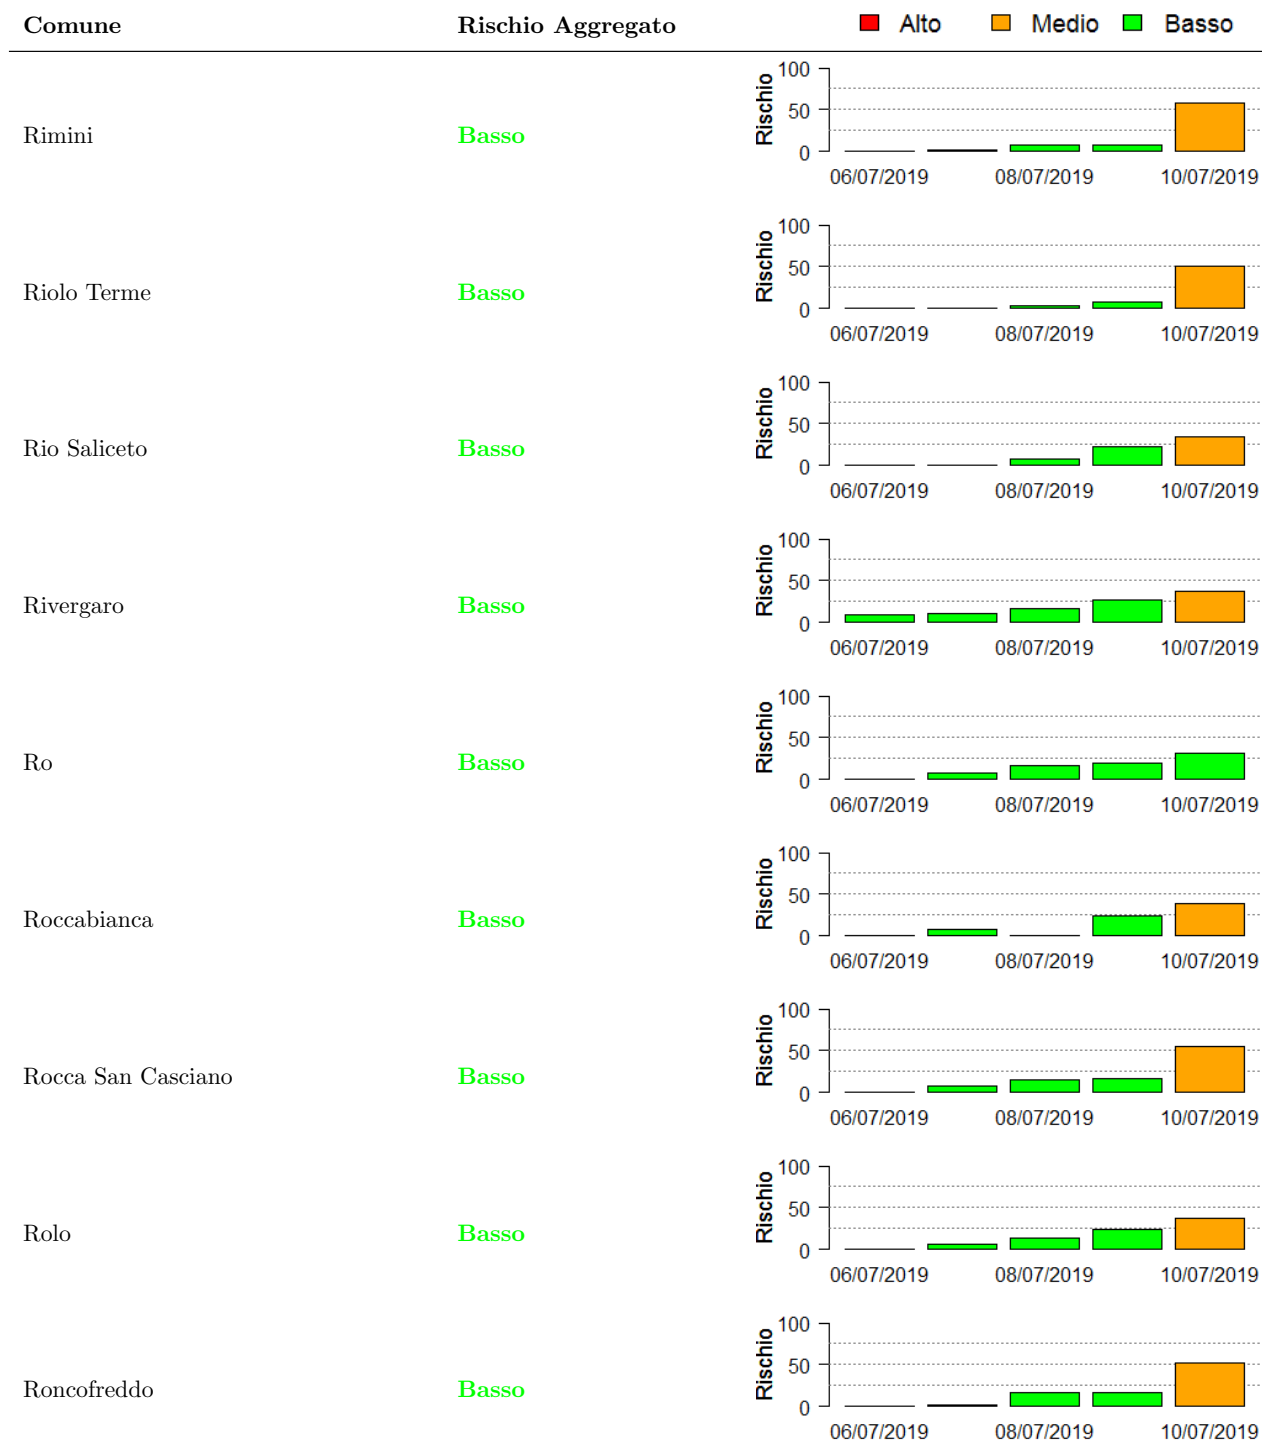 Comune Rischio Aggregato Alto Medio Basso
Rimini Basso
Rischio
100
50
0
06/07/2019 08/07/2019 10/07/2019
Riolo Terme Basso
Rischio
100
50
0
06/07/2019 08/07/2019 10/07/2019
Rio Saliceto Basso
Rischio
100
50
0
06/07/2019 08/07/2019 10/07/2019
Rivergaro Basso
Rischio
100
50
0
06/07/2019 08/07/2019 10/07/2019
Ro Basso
Rischio
100
50
0
06/07/2019 08/07/2019 10/07/2019
Roccabianca Basso
Rischio
100
50
0
06/07/2019 08/07/2019 10/07/2019
Rocca San Casciano Basso
Rischio
100
50
0
06/07/2019 08/07/2019 10/07/2019
Rolo Basso
Rischio
100
50
0
06/07/2019 08/07/2019 10/07/2019
Roncofreddo Basso
Rischio
100
50
0
06/07/2019 08/07/2019 10/07/2019